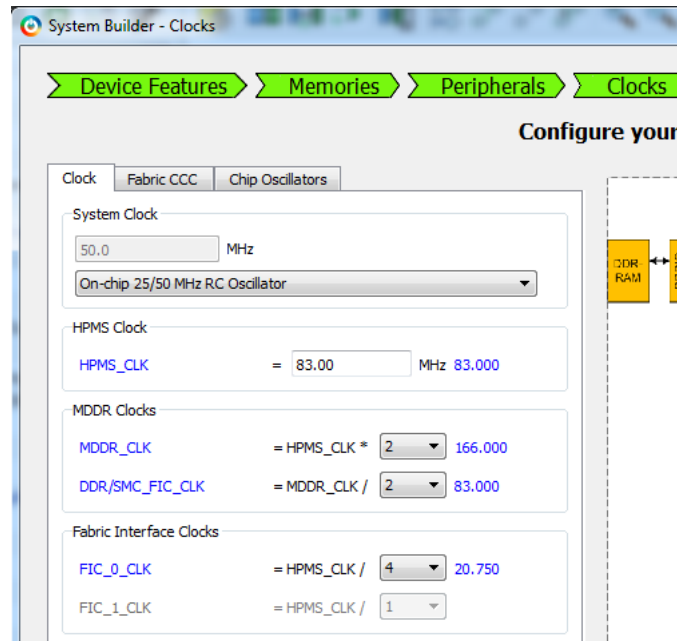 System Builder - Clocks
Device Features Memories Peripherals Clocks
Configure your
Clock Fabric CCC Chip Oscillators
System Clock
50.0 MHz
On-chip 25/50 MHz RC Oscillator
HPMS Clock
HPMS_CLK = 83.00 MHz 83.000
MDDR Clocks
MDDR_CLK = HPMS_CLK * 2 166.000
DDR/SMC_FIC_CLK = MDDR_CLK / 2 83.000
Fabric Interface Clocks
FIC_0_CLK = HPMS_CLK / 4 20.750
FIC_1_CLK = HPMS_CLK / 1
DDR-
RAM